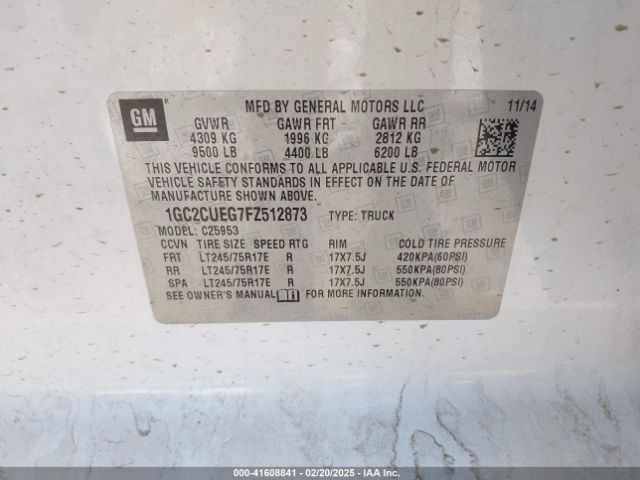 GM
MFD BY GENERAL MOTORS LLC 11/14
GVWR GAWR FRT GAWR RR
4309 KG 1996 KG 2812 KG
9500 LB 4400 LB 6200 LB
THIS VEHICLE CONFORMS TO ALL APPLICABLE U.S. FEDERAL MOTOR
VEHICLE SAFETY STANDARDS IN EFFECT ON THE DATE OF
MANUFACTURE SHOWN ABOVE.
1GC2CUEG7FZ512873 TYPE: TRUCK
MODEL: C25953
CCVN TIRE SIZE SPEED RTG RIM COLD TIRE PRESSURE
FRT LT245/75R17E R 17X7.5J 420KPA(60PSI)
RR LT245/75R17E R 17X7.5J 550KPA(80PSI)
SPA LT245/75R17E R 17X7.5J 550KPA(80PSI)
SEE OWNER'S MANUAL FOR MORE INFORMATION.
000-41608841 / 02/20/2025 - IAA Inc.